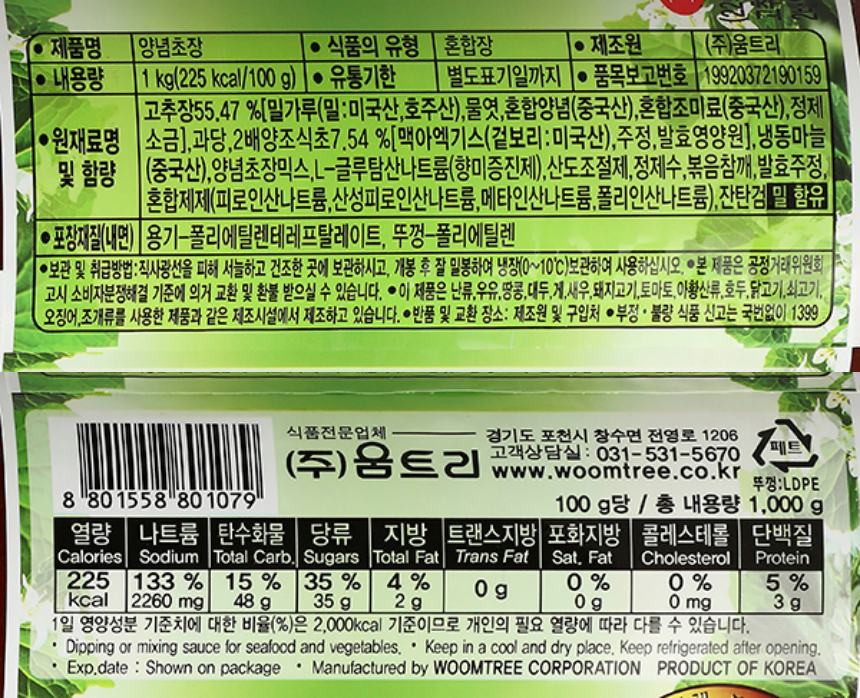 • 제품명 양념초장 • 식품의 유형 혼합장 • 제조원 (주)움트리
• 내용량 1 kg(225 kcal/100 g) • 유통기한 별도표기일까지 • 품목보고번호 19920372190159
• 원재료명 및 함량
고추장55.47 %[밀가루(밀:미국산,호주산),물엿,혼합양념(중국산),혼합조미료(중국산),정제
소금],과당,2배양조식초7.54 %[맥아엑기스(겉보리:미국산),주정,발효영양원],냉동마늘
(중국산),양념초장믹스,L-글루탐산나트륨(향미증진제),산도조절제,정제수,볶음참깨,발효주정,
혼합제제(피로인산나트륨,산성피로인산나트륨,메타인산나트륨,폴리인산나트륨),잔탄검 밀 함유
• 포장재질(내면) 용기-폴리에틸렌테레프탈레이트, 뚜껑-폴리에틸렌
•보관 및 취급방법:직사광선을 피해 서늘하고 건조한 곳에 보관하시고, 개봉 후 잘 밀봉하여 냉장(0~10℃)보관하여 사용하십시오. •본 제품은 공정거래위원회
고시 소비자분쟁해결 기준에 의거 교환 및 환불 받으실 수 있습니다. •이 제품은 난류,우유,땅콩,대두,게,새우,돼지고기,토마토,아황산류,호두,닭고기,쇠고기,
오징어,조개류를 사용한 제품과 같은 제조시설에서 제조하고 있습니다. •반품 및 교환 장소: 제조원 및 구입처 •부정·불량 식품 신고는 국번없이 1399
8 801558 801079
식품전문업체
(주)움트리
경기도 포천시 창수면 전영로 1206
고객상담실: 031-531-5670
www.woomtree.co.kr
페트
뚜껑:LDPE
100 g당 / 총 내용량 1,000 g
열량 나트륨 탄수화물 당류 지방 트랜스지방 포화지방 콜레스테롤 단백질
Calories Sodium Total Carb. Sugars Total Fat Trans Fat Sat. Fat Cholesterol Protein
225 133 % 15 % 35 % 4 % 0 g 0 % 0 % 5 %
kcal 2260 mg 48 g 35 g 2 g 0 g 0 mg 3 g
1일 영양성분 기준치에 대한 비율(%)은 2,000kcal 기준이므로 개인의 필요 열량에 따라 다를 수 있습니다.
• Dipping or mixing sauce for seafood and vegetables. • Keep in a cool and dry place. Keep refrigerated after opening.
• Exp.date : Shown on package • Manufactured by WOOMTREE CORPORATION PRODUCT OF KOREA